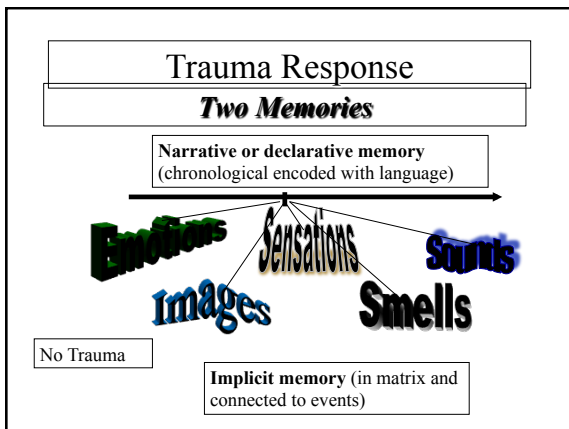 Trauma Response
Two Memories
Narrative or declarative memory
(chronological encoded with language)
Emotions
Sensations
Sounds
Images
Smells
No Trauma
Implicit memory (in matrix and
connected to events)